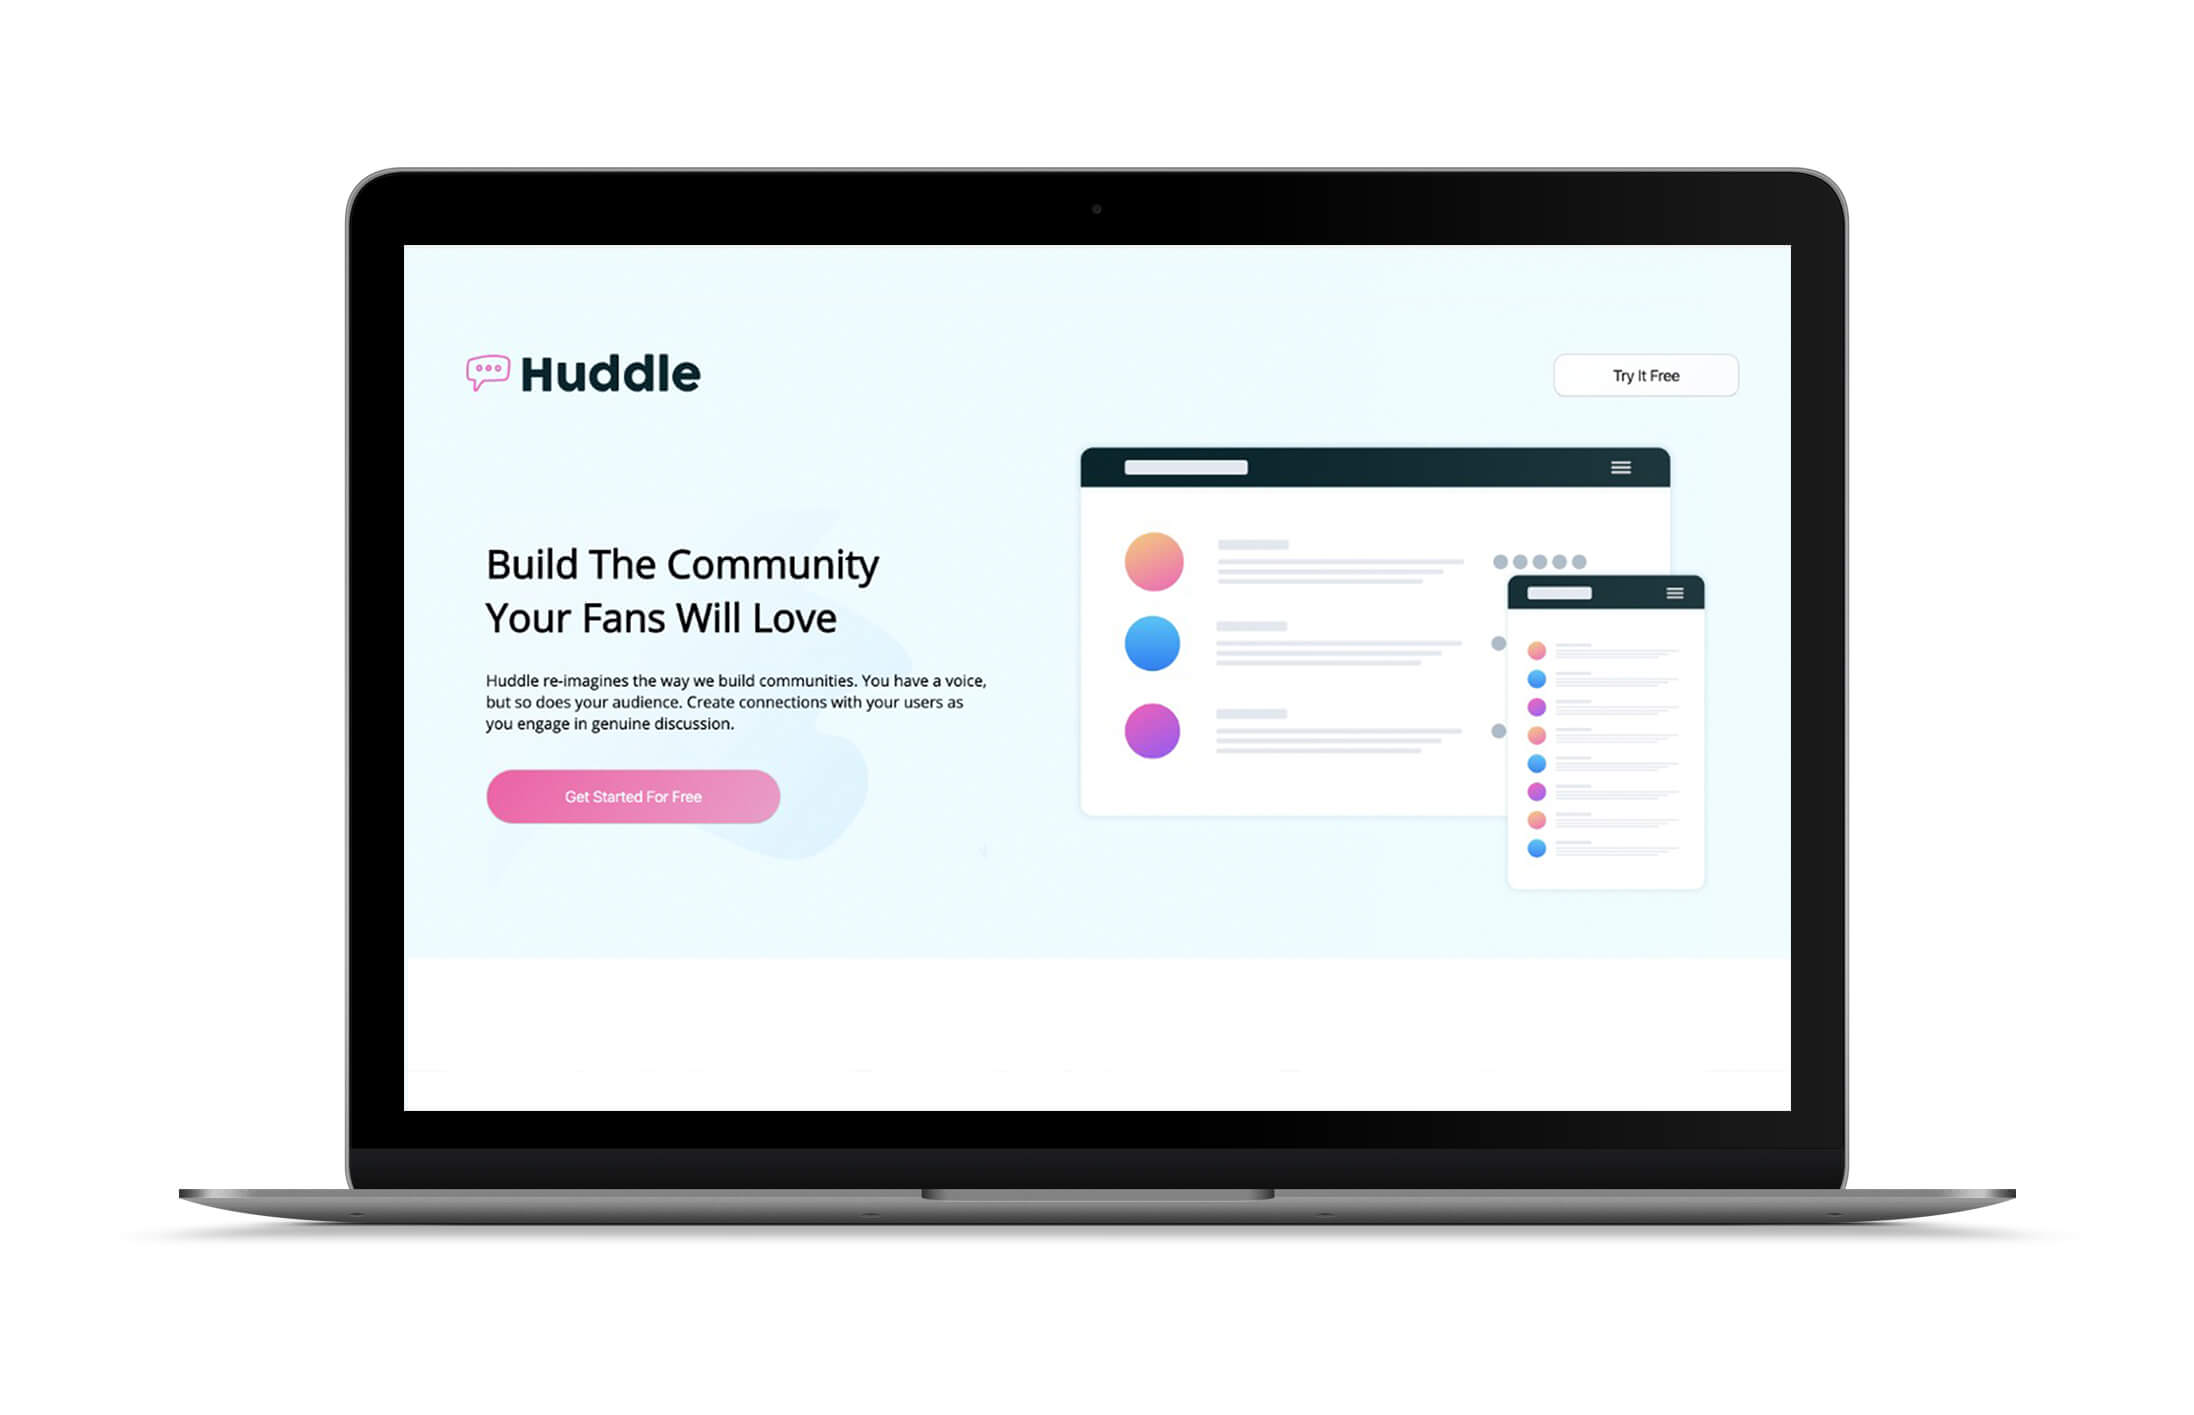 Huddle
Try It Free
Build The Community
Your Fans Will Love
Huddle re-imagines the way we build communities. You have a voice,
but so does your audience. Create connections with your users as
you engage in genuine discussion.
Get Started For Free